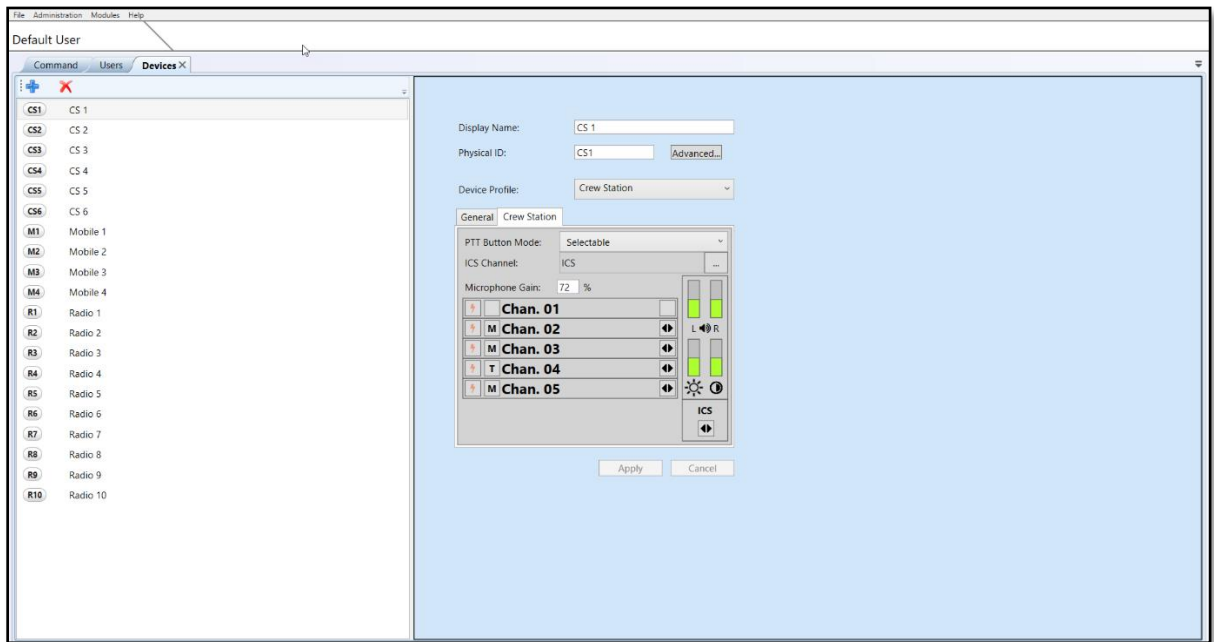 File Administration Modules Help
Default User
Command Users Devices X
CS1 CS 1
CS2 CS 2
CS3 CS 3
CS4 CS 4
CS5 CS 5
CS6 CS 6
M1 Mobile 1
M2 Mobile 2
M3 Mobile 3
M4 Mobile 4
R1 Radio 1
R2 Radio 2
R3 Radio 3
R4 Radio 4
R5 Radio 5
R6 Radio 6
R7 Radio 7
R8 Radio 8
R9 Radio 9
R10 Radio 10
Display Name: CS 1
Physical ID: CS1 Advanced...
Device Profile: Crew Station
General Crew Station
PTT Button Mode: Selectable
ICS Channel: ICS ...
Microphone Gain: 72 %
Chan. 01
M Chan. 02
L R
M Chan. 03
T Chan. 04
M Chan. 05
ICS
Apply Cancel